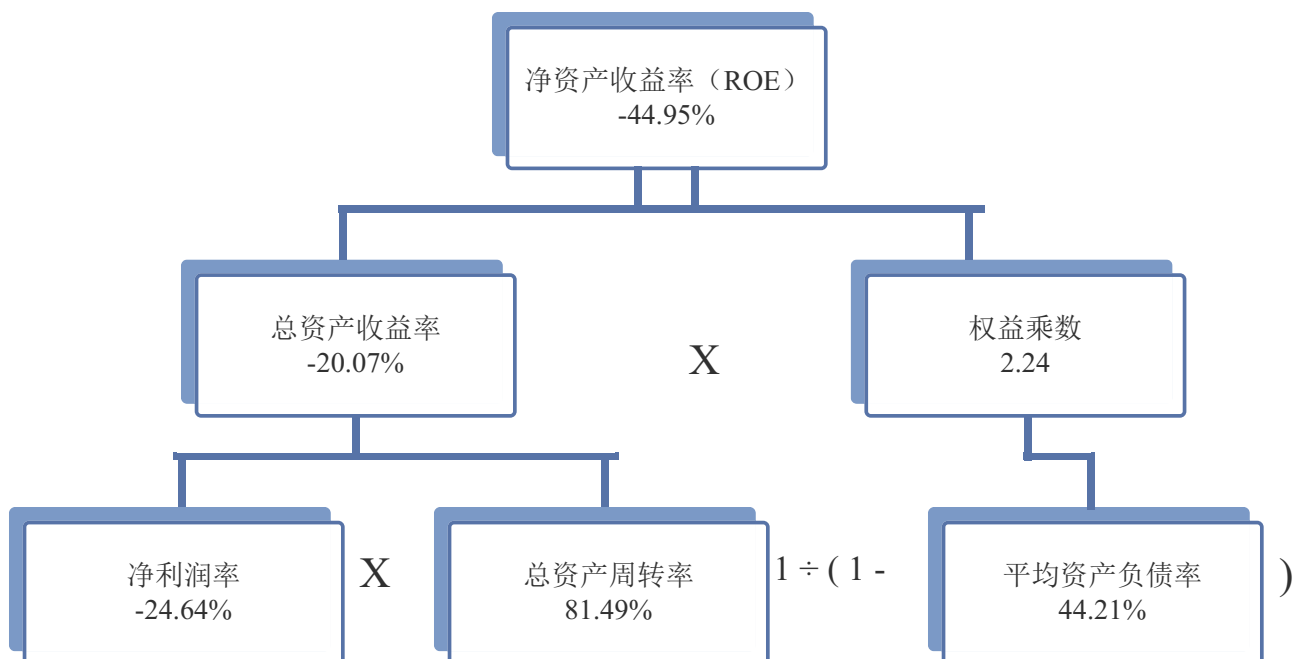 净资产收益率（ROE）
-44.95%
总资产收益率
-20.07%
X
权益乘数
2.24
净利润率
-24.64%
X
总资产周转率
81.49%
1 ÷ ( 1 -
平均资产负债率
44.21%
)